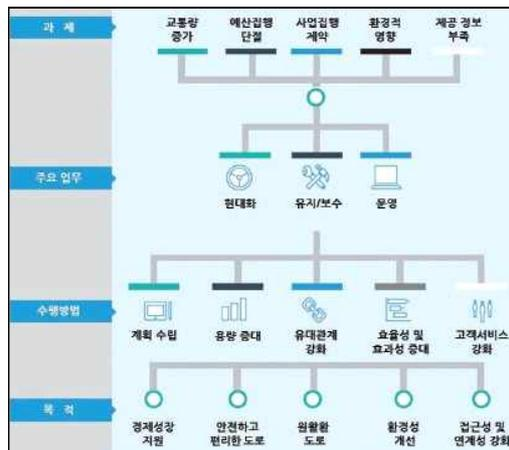 과 제
교통량
증가
예산집행
단절
사업집행
제약
환경적
영향
제공 정보
부족
주요 업무
현대화
유지/보수
운영
수행방법
계획 수립
용량 증대
유대관계
강화
효율성 및
효과성 증대
고객서비스
강화
목 적
경제성장
지원
안전하고
편리한 도로
원활환
도로
환경성
개선
접근성 및
연계성 강화